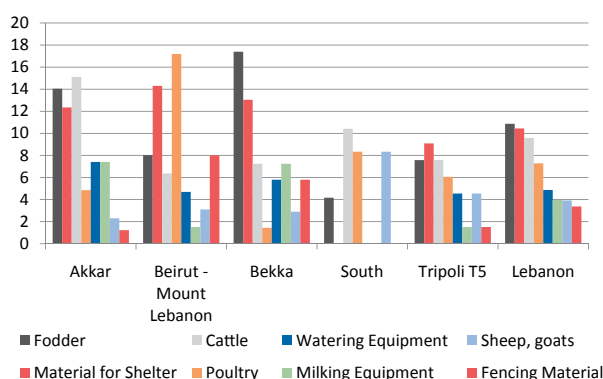 20
18
16
14
12
10
8
6
4
2
0
Akkar
Beirut -
Mount
Lebanon
Bekka
South
Tripoli T5
Lebanon
Fodder
Cattle
Watering Equipment
Sheep, goats
Material for Shelter
Poultry
Milking Equipment
Fencing Material